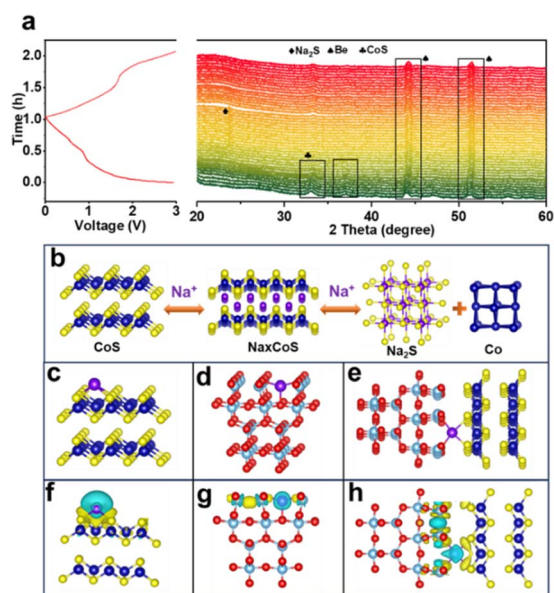 a
♦Na₂S ♠Be ♣CoS
Time (h)
2.0
1.5
1.0
0.5
0.0
0 1 2 3
Voltage (V)
20 30 40 50 60
2 Theta (degree)
b
Na⁺ Na⁺
CoS NaxCoS Na₂S Co
c d e
f g h